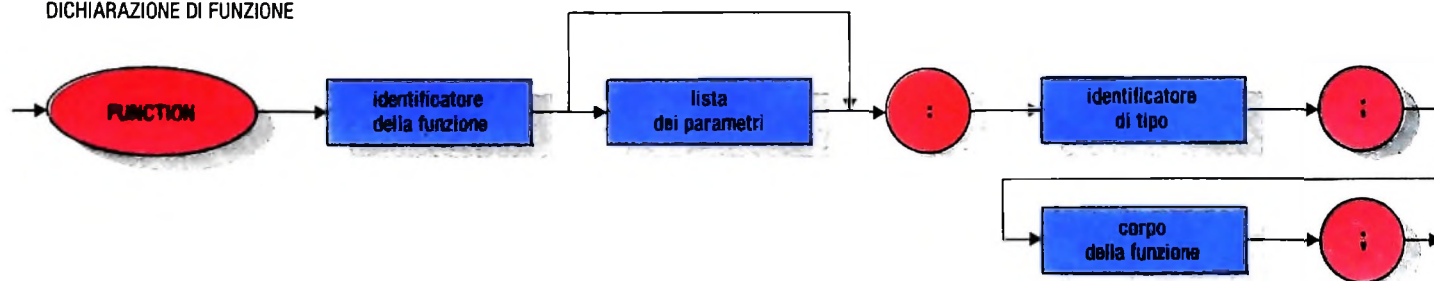 DICHIARAZIONE DI FUNZIONE
FUNCTION
identificatore
della funzione
lista
dei parametri
:
identificatore
di tipo
;
corpo
della funzione
;